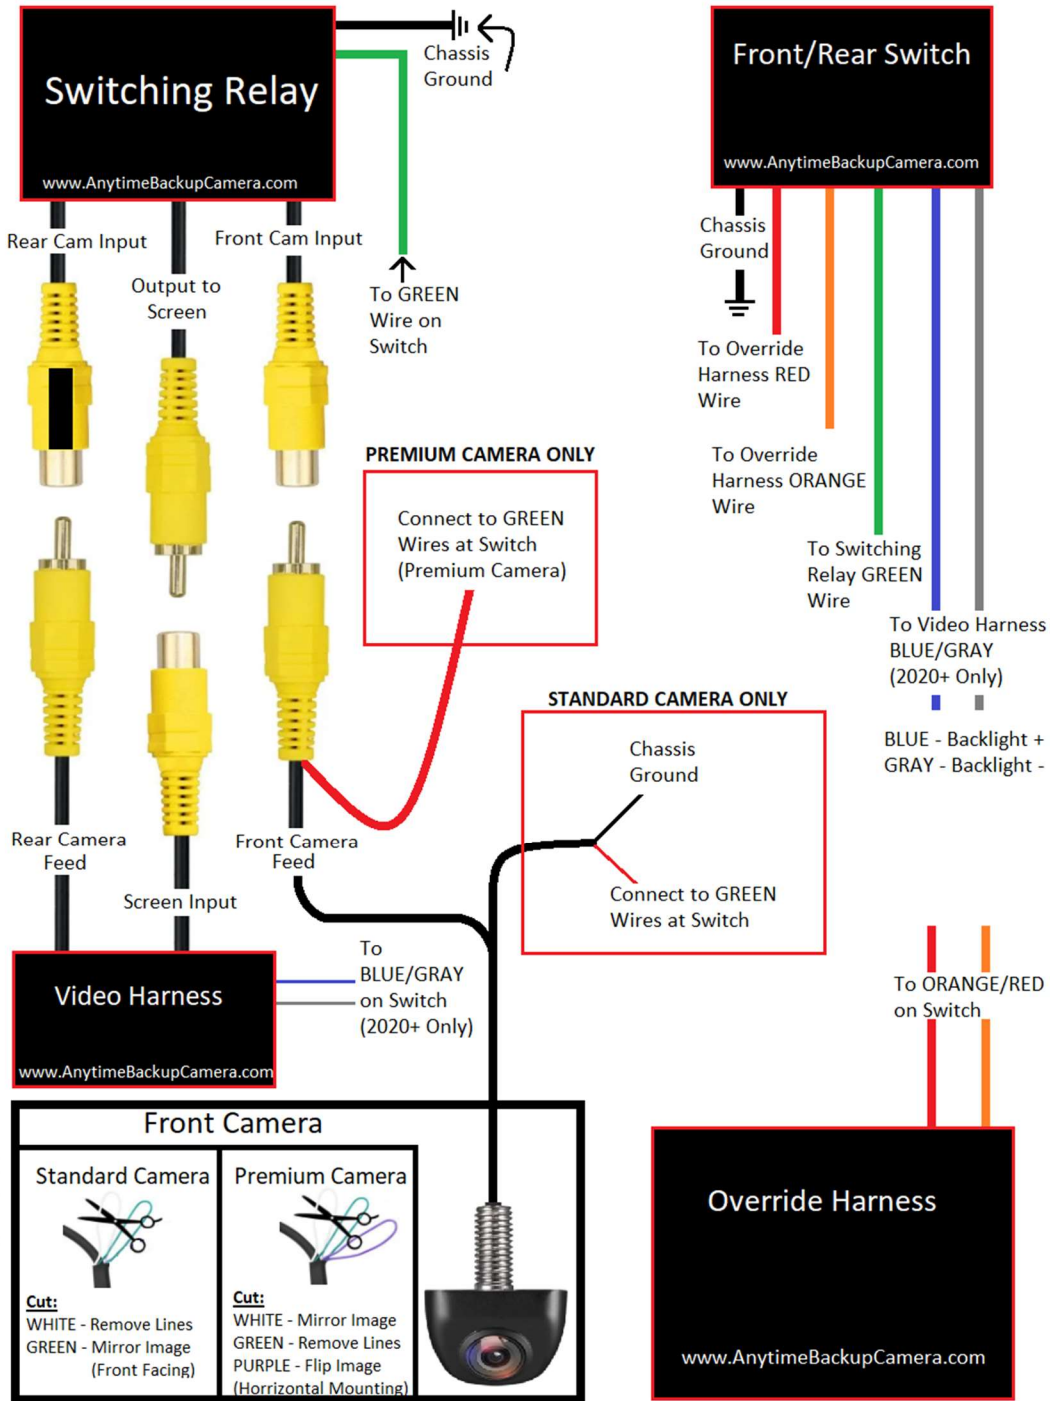 Switching Relay
www.AnytimeBackupCamera.com
Chassis
Ground
Front/Rear Switch
www.AnytimeBackupCamera.com
Rear Cam Input
Output to
Screen
Front Cam Input
To GREEN
Wire on
Switch
Chassis
Ground
To Override
Harness RED
Wire
To Override
Harness ORANGE
Wire
To Switching
Relay GREEN
Wire
To Video Harness
BLUE/GRAY
(2020+ Only)
BLUE - Backlight +
GRAY - Backlight -
PREMIUM CAMERA ONLY
Connect to GREEN
Wires at Switch
(Premium Camera)
STANDARD CAMERA ONLY
Chassis
Ground
Connect to GREEN
Wires at Switch
Rear Camera
Feed
Screen Input
Front Camera
Feed
Video Harness
www.AnytimeBackupCamera.com
To
BLUE/GRAY
on Switch
(2020+ Only)
To ORANGE/RED
on Switch
Override Harness
www.AnytimeBackupCamera.com
Front Camera
Standard Camera
Cut:
WHITE - Remove Lines
GREEN - Mirror Image
(Front Facing)
Premium Camera
Cut:
WHITE - Mirror Image
GREEN - Remove Lines
PURPLE - Flip Image
(Horrizontal Mounting)